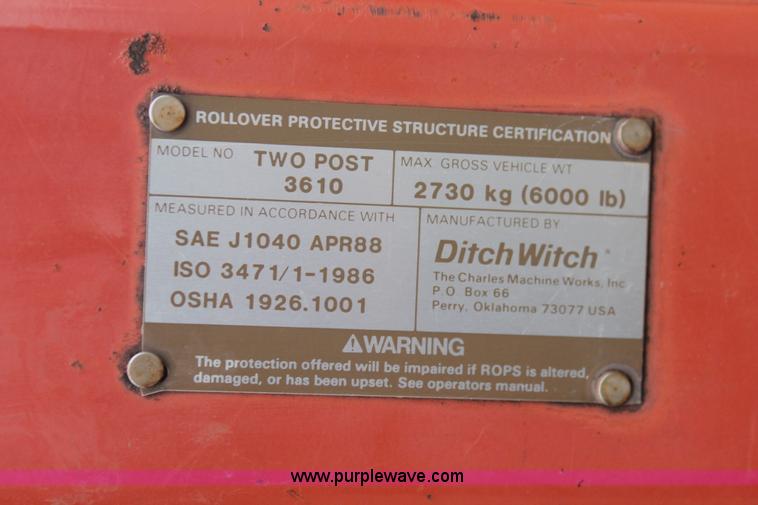 ROLLOVER PROTECTIVE STRUCTURE CERTIFICATION
MODEL NO TWO POST
3610
MAX GROSS VEHICLE WT
2730 kg (6000 lb)
MEASURED IN ACCORDANCE WITH
SAE J1040 APR88
ISO 3471/1-1986
OSHA 1926.1001
MANUFACTURED BY
Ditch Witch
The Charles Machine Works, Inc
P.O. Box 66
Perry, Oklahoma 73077 USA
WARNING
The protection offered will be impaired if ROPS is altered,
damaged, or has been upset. See operators manual.
www.purplewave.com